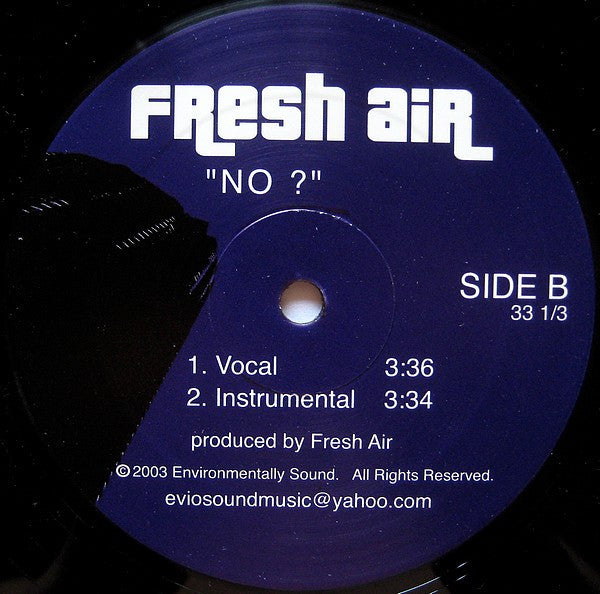 FResh aiR
"NO ?"
SIDE B
33 1/3
1. Vocal 3:36
2. Instrumental 3:34
produced by Fresh Air
©2003 Environmentally Sound. All Rights Reserved.
eviosoundmusic@yahoo.com